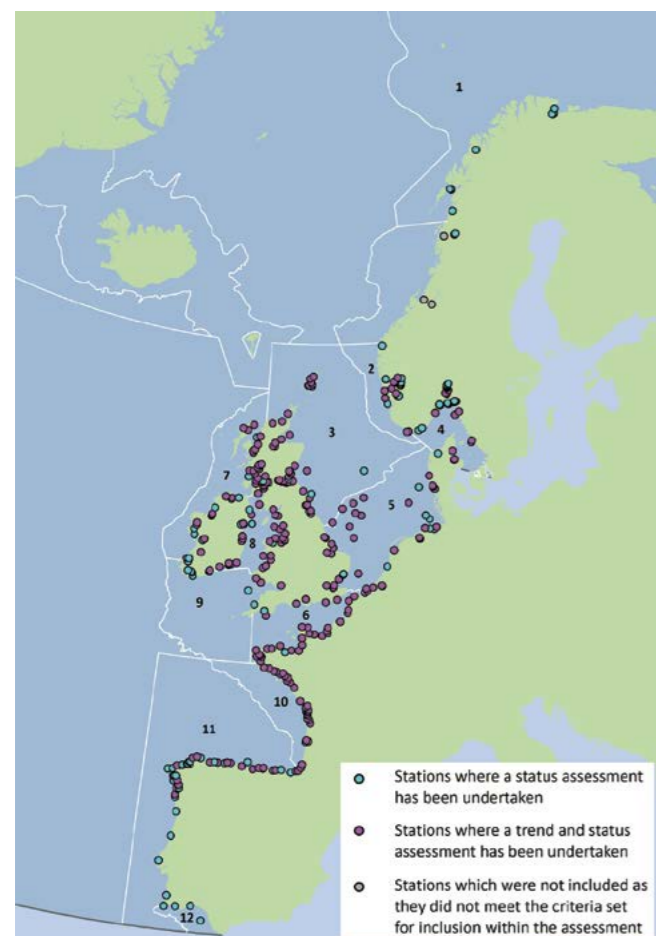 1
2
3
4
5
7
8
9
6
10
11
12
Stations where a status assessment
has been undertaken
Stations where a trend and status
assessment has been undertaken
Stations which were not included as
they did not meet the criteria set
for inclusion within the assessment